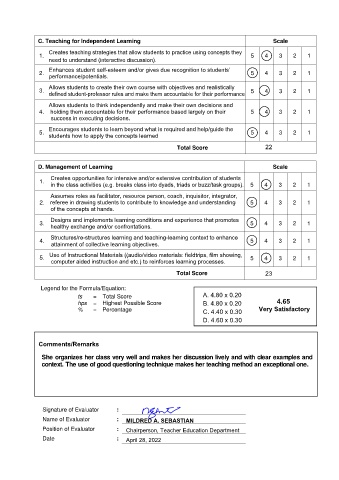 C. Teaching for Independent Learning Scale
1. Creates teaching strategies that allow students to practice using concepts they
need to understand (interactive discussion). 5 4 3 2 1
2. Enhances student self-esteem and/or gives due recognition to students'
performance/potentials. 5 4 3 2 1
3. Allows students to create their own course with objectives and realistically
defined student-professor rules and make them accountable for their performance 5 4 3 2 1
Allows students to think independently and make their own decisions and
4. holding them accountable for their performance based largely on their 5 4 3 2 1
success in executing decisions.
5. Encourages students to learn beyond what is required and help/guide the
students how to apply the concepts learned 5 4 3 2 1
Total Score 22
D. Management of Learning Scale
1. Creates opportunities for intensive and/or extensive contribution of students
in the class activities (e.g. breaks class into dyads, triads or buzz/task groups). 5 4 3 2 1
Assumes roles as facilitator, resource person, coach, inquisitor, integrator,
2. referee in drawing students to contribute to knowledge and understanding 5 4 3 2 1
of the concepts at hands.
3. Designs and implements learning conditions and experience that promotes
healthy exchange and/or confrontations. 5 4 3 2 1
4. Structures/re-structures learning and teaching-learning context to enhance
attainment of collective learning objectives. 5 4 3 2 1
5. Use of Instructional Materials ((audio/video materials: fieldtrips, film showing,
computer aided instruction and etc.) to reinforces learning processes. 5 4 3 2 1
Total Score 23
Legend for the Formula/Equation:
ts = Total Score
hps = Highest Possible Score
% = Percentage
A. 4.80 x 0.20
B. 4.80 x 0.20
C. 4.40 x 0.30
D. 4.60 x 0.30
4.65
Very Satisfactory
Comments/Remarks
She organizes her class very well and makes her discussion lively and with clear examples and
context. The use of good questioning technique makes her teaching method an exceptional one.
Signature of Evaluator :
Name of Evaluator : MILDRED A. SEBASTIAN
Position of Evaluator : Chairperson, Teacher Education Department
Date : April 28, 2022